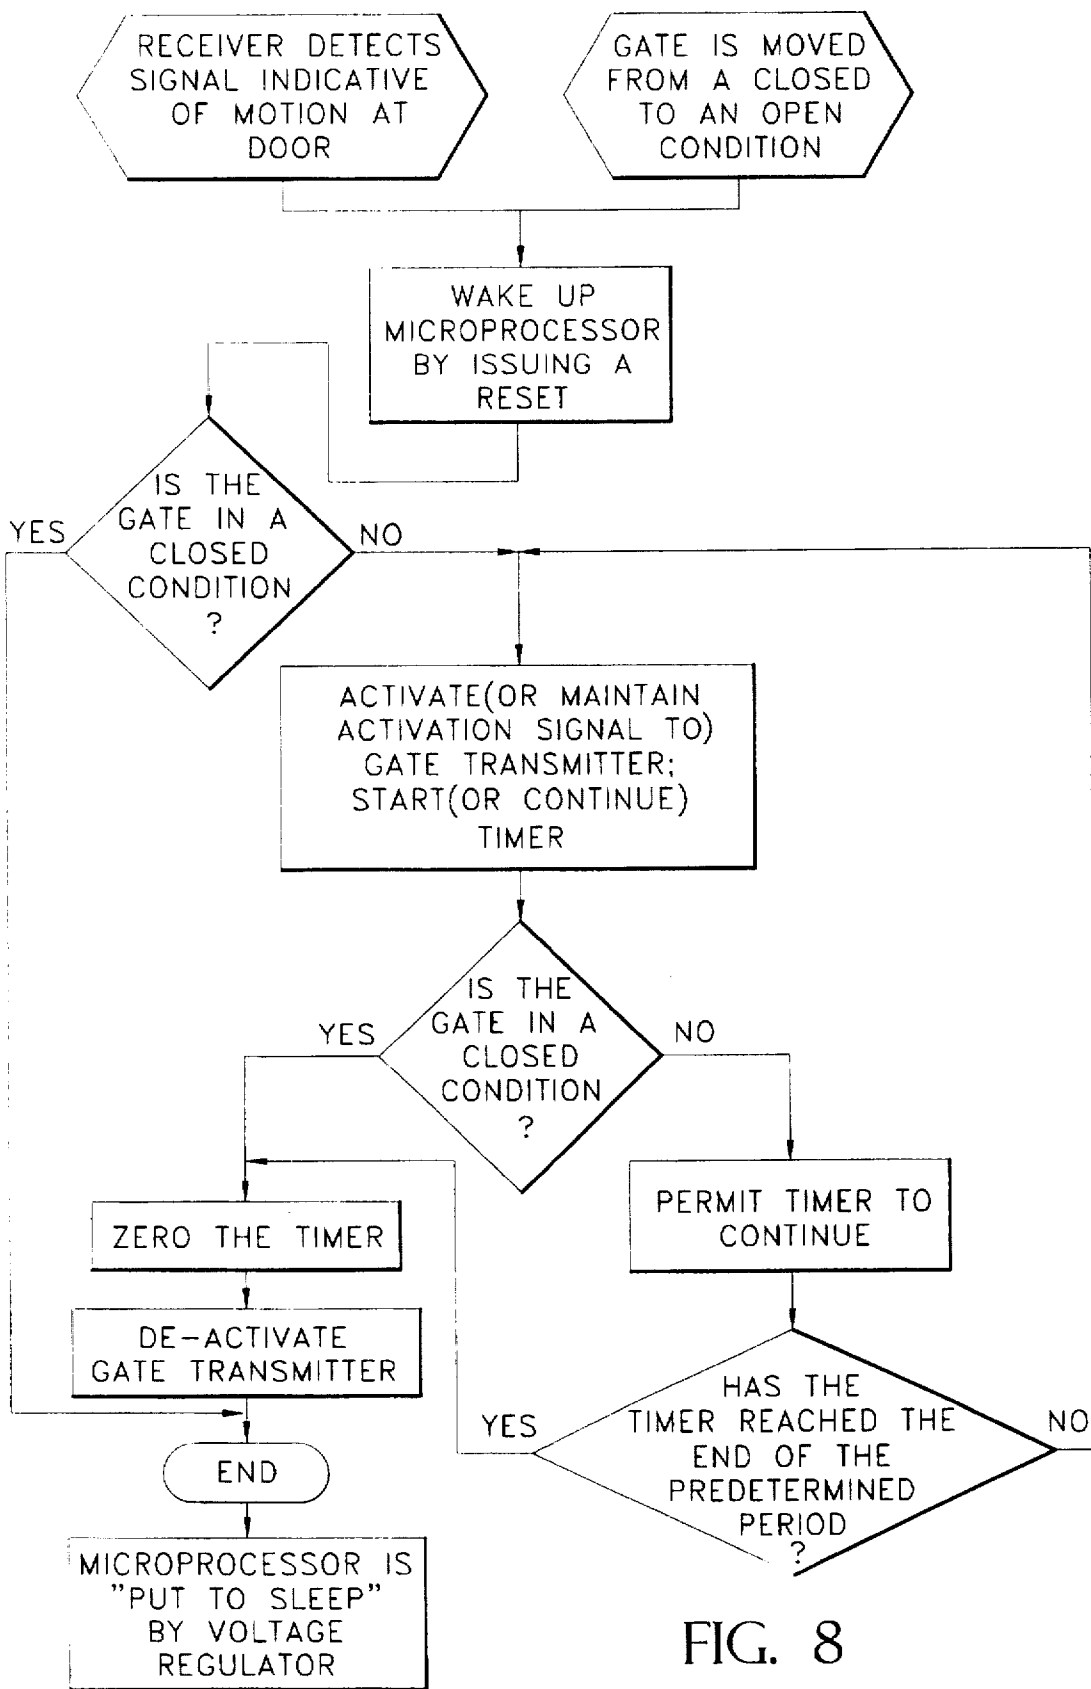 RECEIVER DETECTS
SIGNAL INDICATIVE
OF MOTION AT
DOOR
GATE IS MOVED
FROM A CLOSED
TO AN OPEN
CONDITION
WAKE UP
MICROPROCESSOR
BY ISSUING A
RESET
IS THE
GATE IN A
CLOSED
CONDITION
?
YES
NO
ACTIVATE(OR MAINTAIN
ACTIVATION SIGNAL TO)
GATE TRANSMITTER;
START(OR CONTINUE)
TIMER
IS THE
GATE IN A
CLOSED
CONDITION
?
YES
NO
ZERO THE TIMER
PERMIT TIMER TO
CONTINUE
DE-ACTIVATE
GATE TRANSMITTER
HAS THE
TIMER REACHED THE
END OF THE
PREDETERMINED
PERIOD
?
YES
NO
END
MICROPROCESSOR IS
"PUT TO SLEEP"
BY VOLTAGE
REGULATOR
FIG. 8